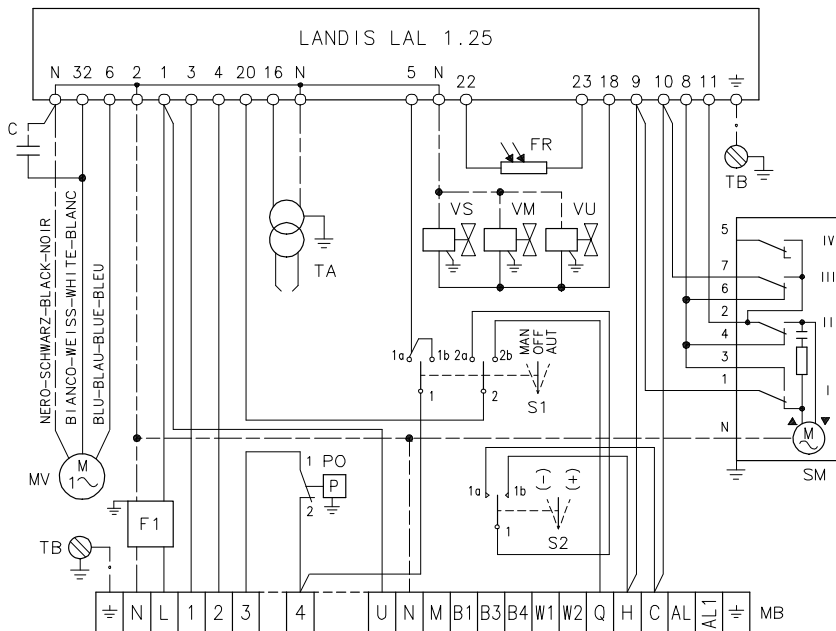 LANDIS LAL 1.25
N 32 6 2 1 3 4 20 16 N 5 N 22 23 18 9 10 8 11
C
FR
TB
NERO-SCHWARZ-BLACK-NOIR
BIANCO-WEISS-WHITE-BLANC
BLU-BLAU-BLUE-BLEU
VS VM VU
TA
5
IV
7
III
6
2
II
4
3
1
I
N
M
SM
1a 1b 2a 2b
MAN
OFF
AUT
1 2
S1
M
1
MV
1 PO
P
2
1a 1b
(-) (+)
1
S2
F1
TB
N L 1 2 3 4 U N M B1 B3 B4 W1 W2 Q H C AL AL1
MB